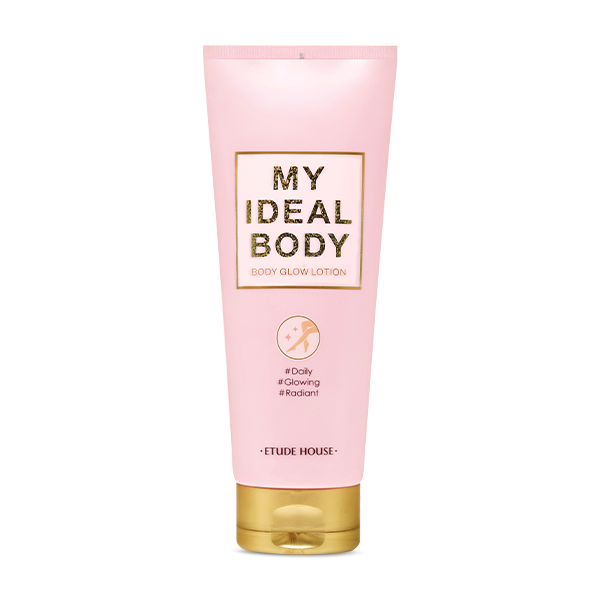 MY
IDEAL
BODY
BODY GLOW LOTION
#Daily
#Glowing
#Radiant
·ETUDE HOUSE·